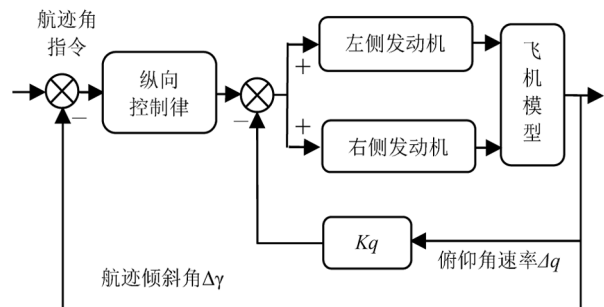 航迹角
指令
纵向
控制律
左侧发动机
右侧发动机
飞
机
模
型
+
+
−
−
Kq
俯仰角速率Δq
航迹倾斜角Δγ